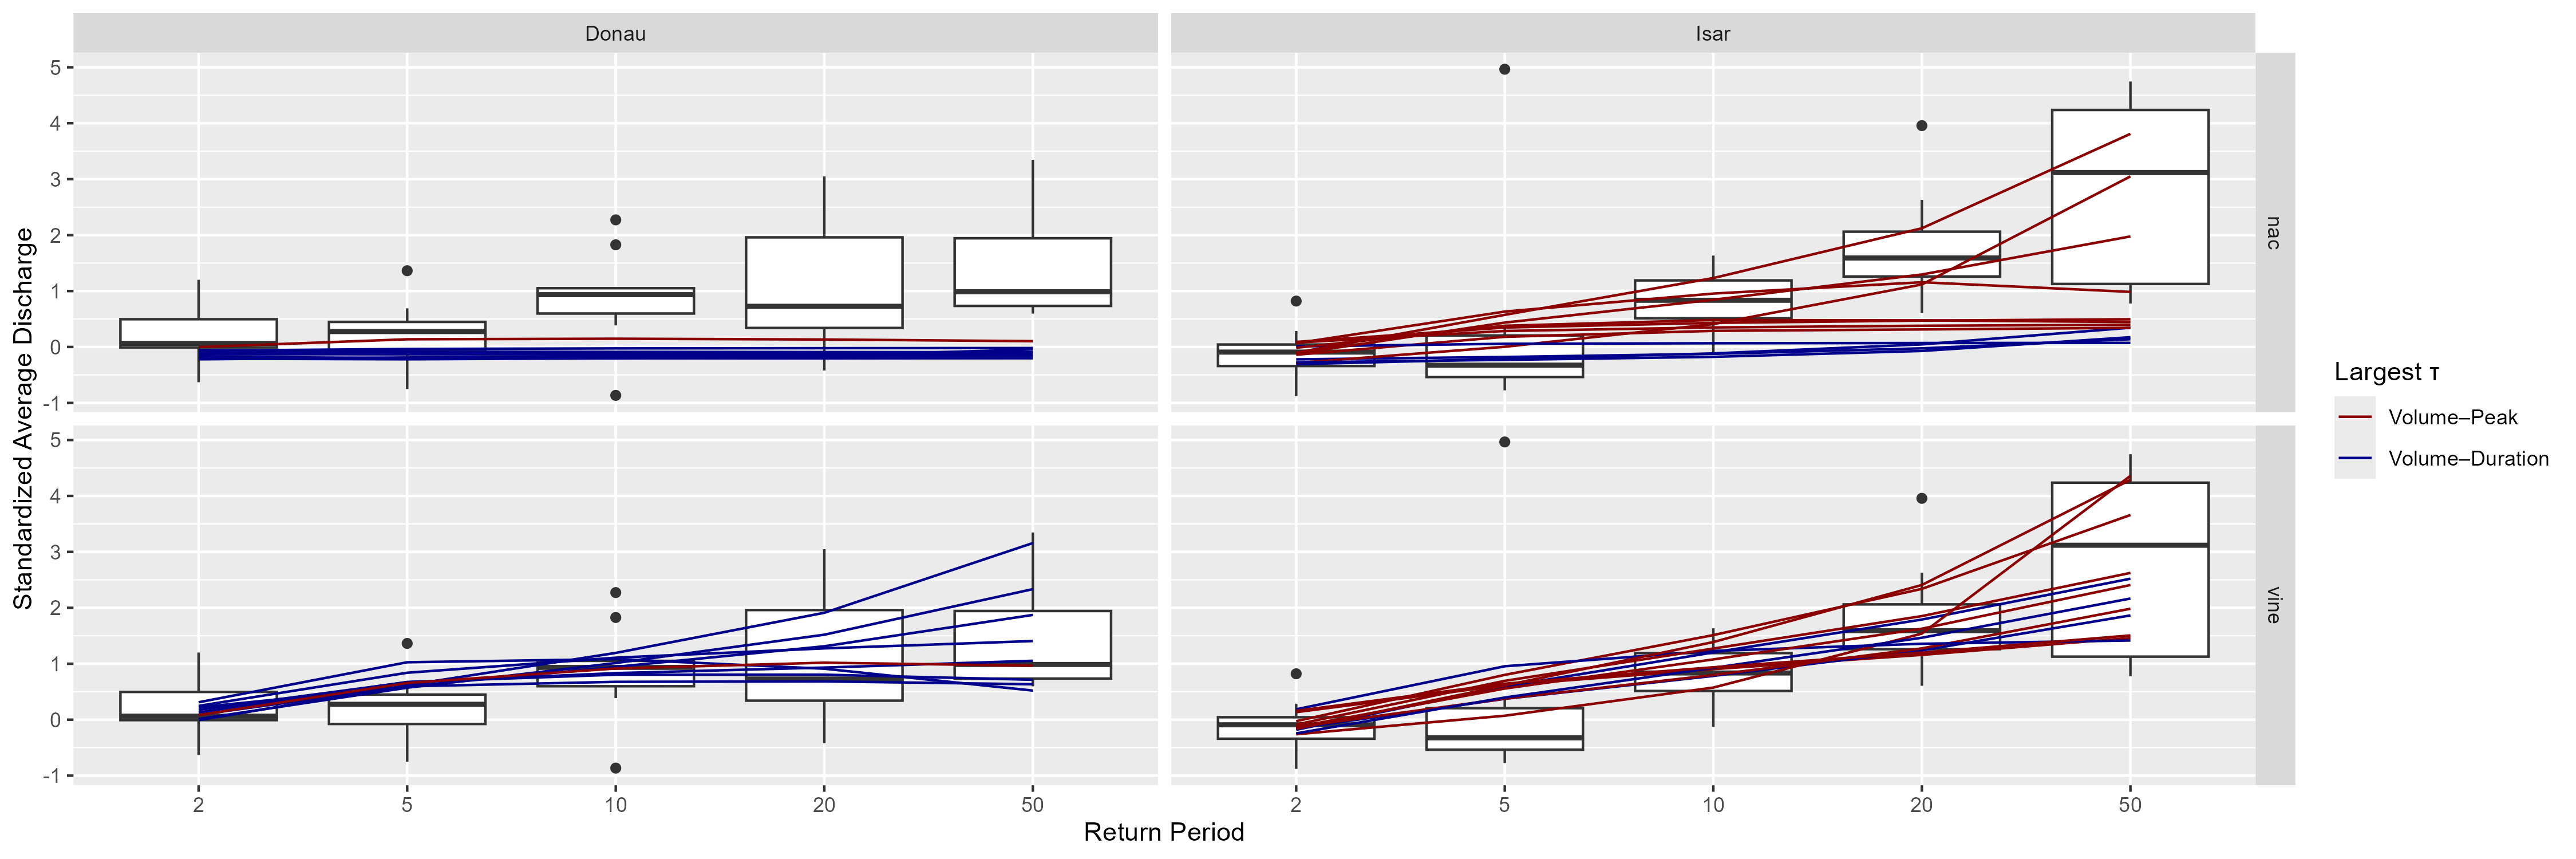 Donau
Isar
5
4
3
2
1
0
-1
nac
5
4
3
2
1
0
-1
vine
Standardized Average Discharge
2
5
10
20
50
2
5
10
20
50
Return Period
Largest τ
Volume–Peak
Volume–Duration